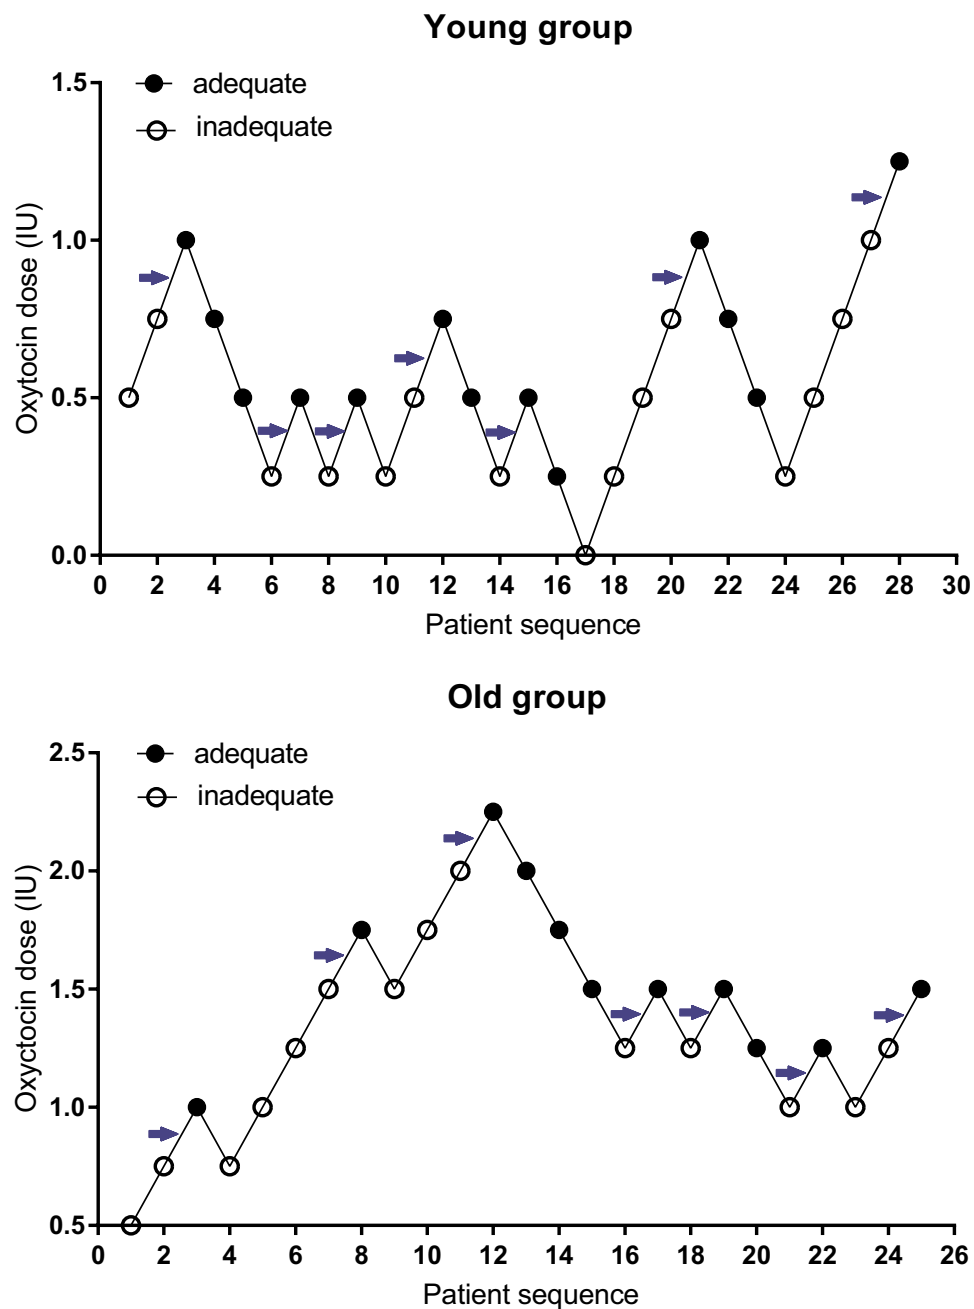 Young group
adequate
inadequate
Oxytocin dose (IU)
1.5
1.0
0.5
0.0
0 2 4 6 8 10 12 14 16 18 20 22 24 26 28 30
Patient sequence
Old group
adequate
inadequate
Oxyctocin dose (IU)
2.5
2.0
1.5
1.0
0.5
0 2 4 6 8 10 12 14 16 18 20 22 24 26
Patient sequence